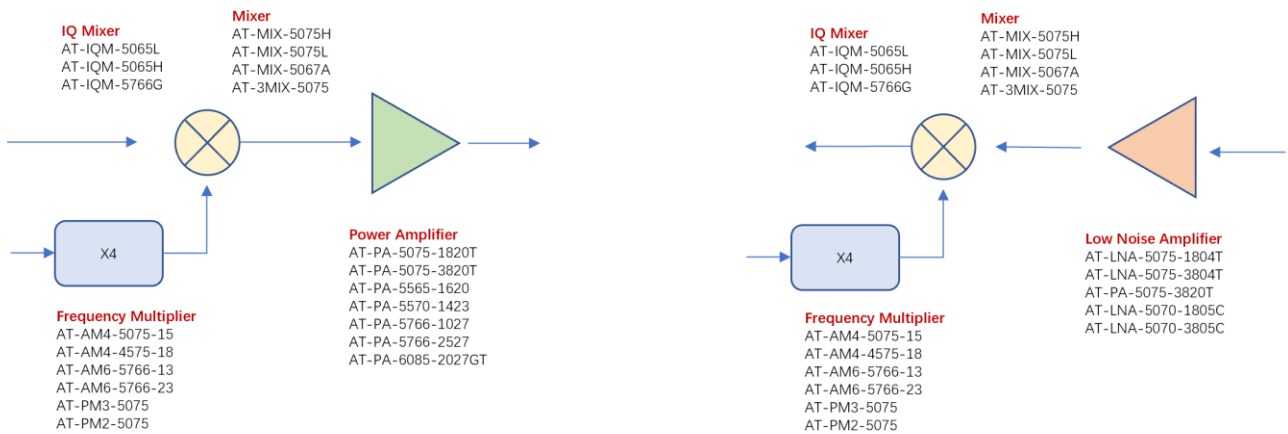 IQ Mixer
AT-IQM-5065L
AT-IQM-5065H
AT-IQM-5766G
Mixer
AT-MIX-5075H
AT-MIX-5075L
AT-MIX-5067A
AT-3MIX-5075
X4
Power Amplifier
AT-PA-5075-1820T
AT-PA-5075-3820T
AT-PA-5565-1620
AT-PA-5570-1423
AT-PA-5766-1027
AT-PA-5766-2527
AT-PA-6085-2027GT
Frequency Multiplier
AT-AM4-5075-15
AT-AM4-4575-18
AT-AM6-5766-13
AT-AM6-5766-23
AT-PM3-5075
AT-PM2-5075
IQ Mixer
AT-IQM-5065L
AT-IQM-5065H
AT-IQM-5766G
Mixer
AT-MIX-5075H
AT-MIX-5075L
AT-MIX-5067A
AT-3MIX-5075
X4
Low Noise Amplifier
AT-LNA-5075-1804T
AT-LNA-5075-3804T
AT-PA-5075-3820T
AT-LNA-5070-1805C
AT-LNA-5070-3805C
Frequency Multiplier
AT-AM4-5075-15
AT-AM4-4575-18
AT-AM6-5766-13
AT-AM6-5766-23
AT-PM3-5075
AT-PM2-5075